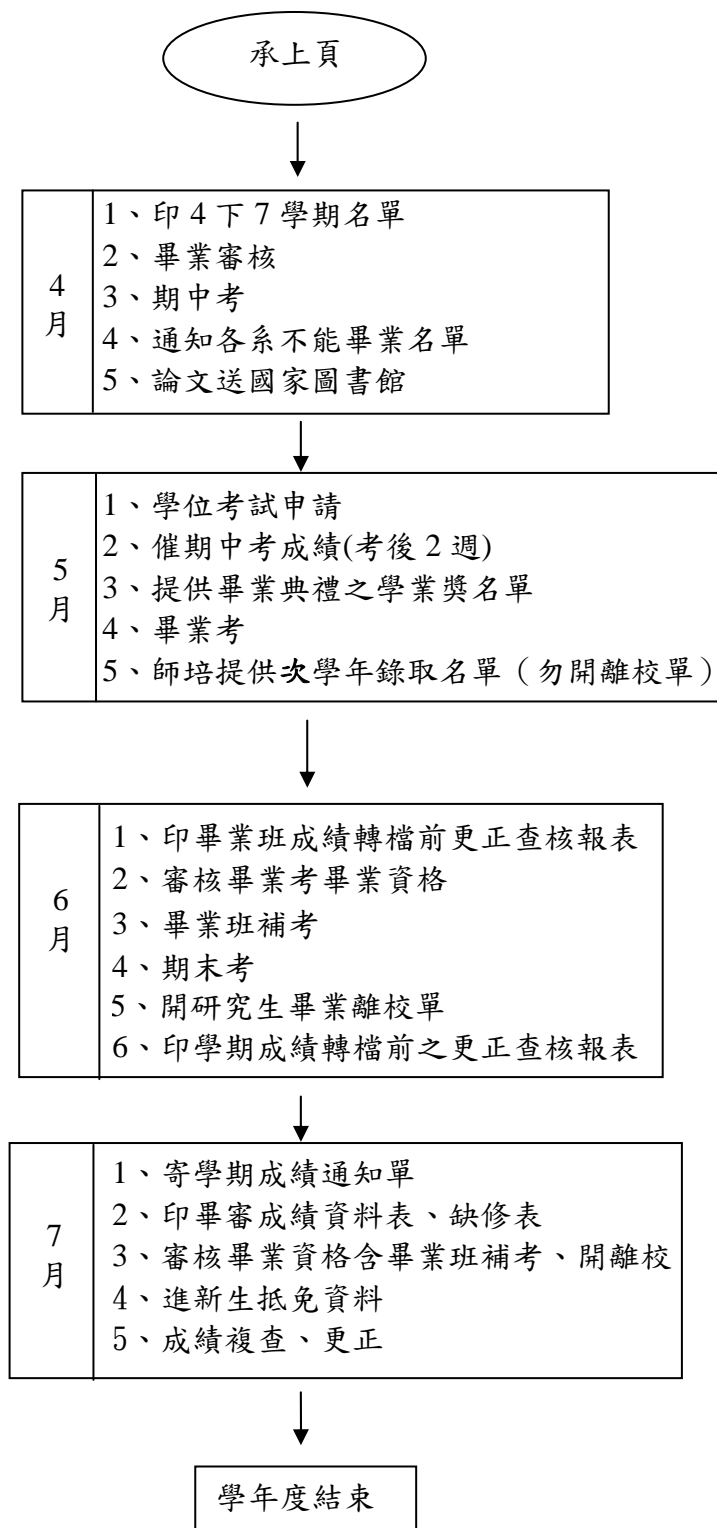 承上頁
4月
1、印 4 下 7 學期名單
2、畢業審核
3、期中考
4、通知各系不能畢業名單
5、論文送國家圖書館
5月
1、學位考試申請
2、催期中考成績(考後 2 週)
3、提供畢業典禮之學業獎名單
4、畢業考
5、師培提供次學年錄取名單（勿開離校單）
6月
1、印畢業班成績轉檔前更正查核報表
2、審核畢業考畢業資格
3、畢業班補考
4、期末考
5、開研究生畢業離校單
6、印學期成績轉檔前之更正查核報表
7月
1、寄學期成績通知單
2、印畢審成績資料表、缺修表
3、審核畢業資格含畢業班補考、開離校
4、進新生抵免資料
5、成績複查、更正
學年度結束